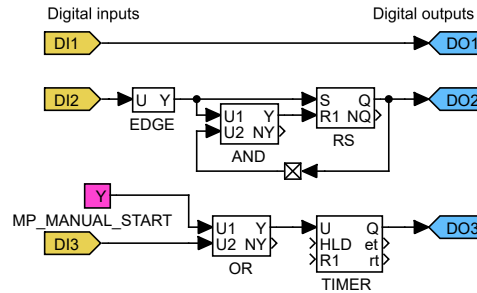 Digital inputs Digital outputs
DI1 DO1
DI2 U Y S Q DO2
EDGE U1 Y R1 NQ
U2 NY
AND RS
Y
MP_MANUAL_START
U1 Y U Q DO3
DI3 U2 NY HLD et
R1 rt
OR TIMER